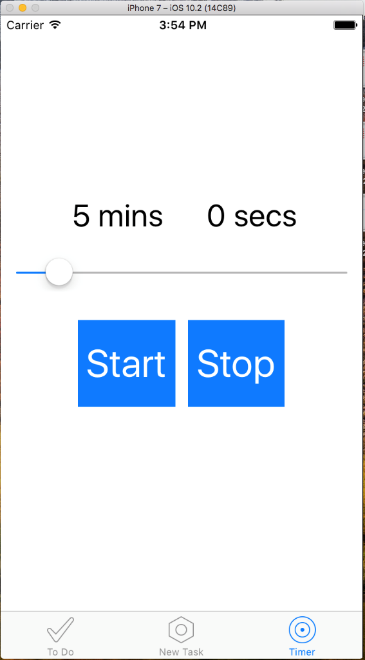 iPhone 7 – iOS 10.2 (14C89)
Carrier 3:54 PM
5 mins 0 secs
Start Stop
To Do New Task Timer